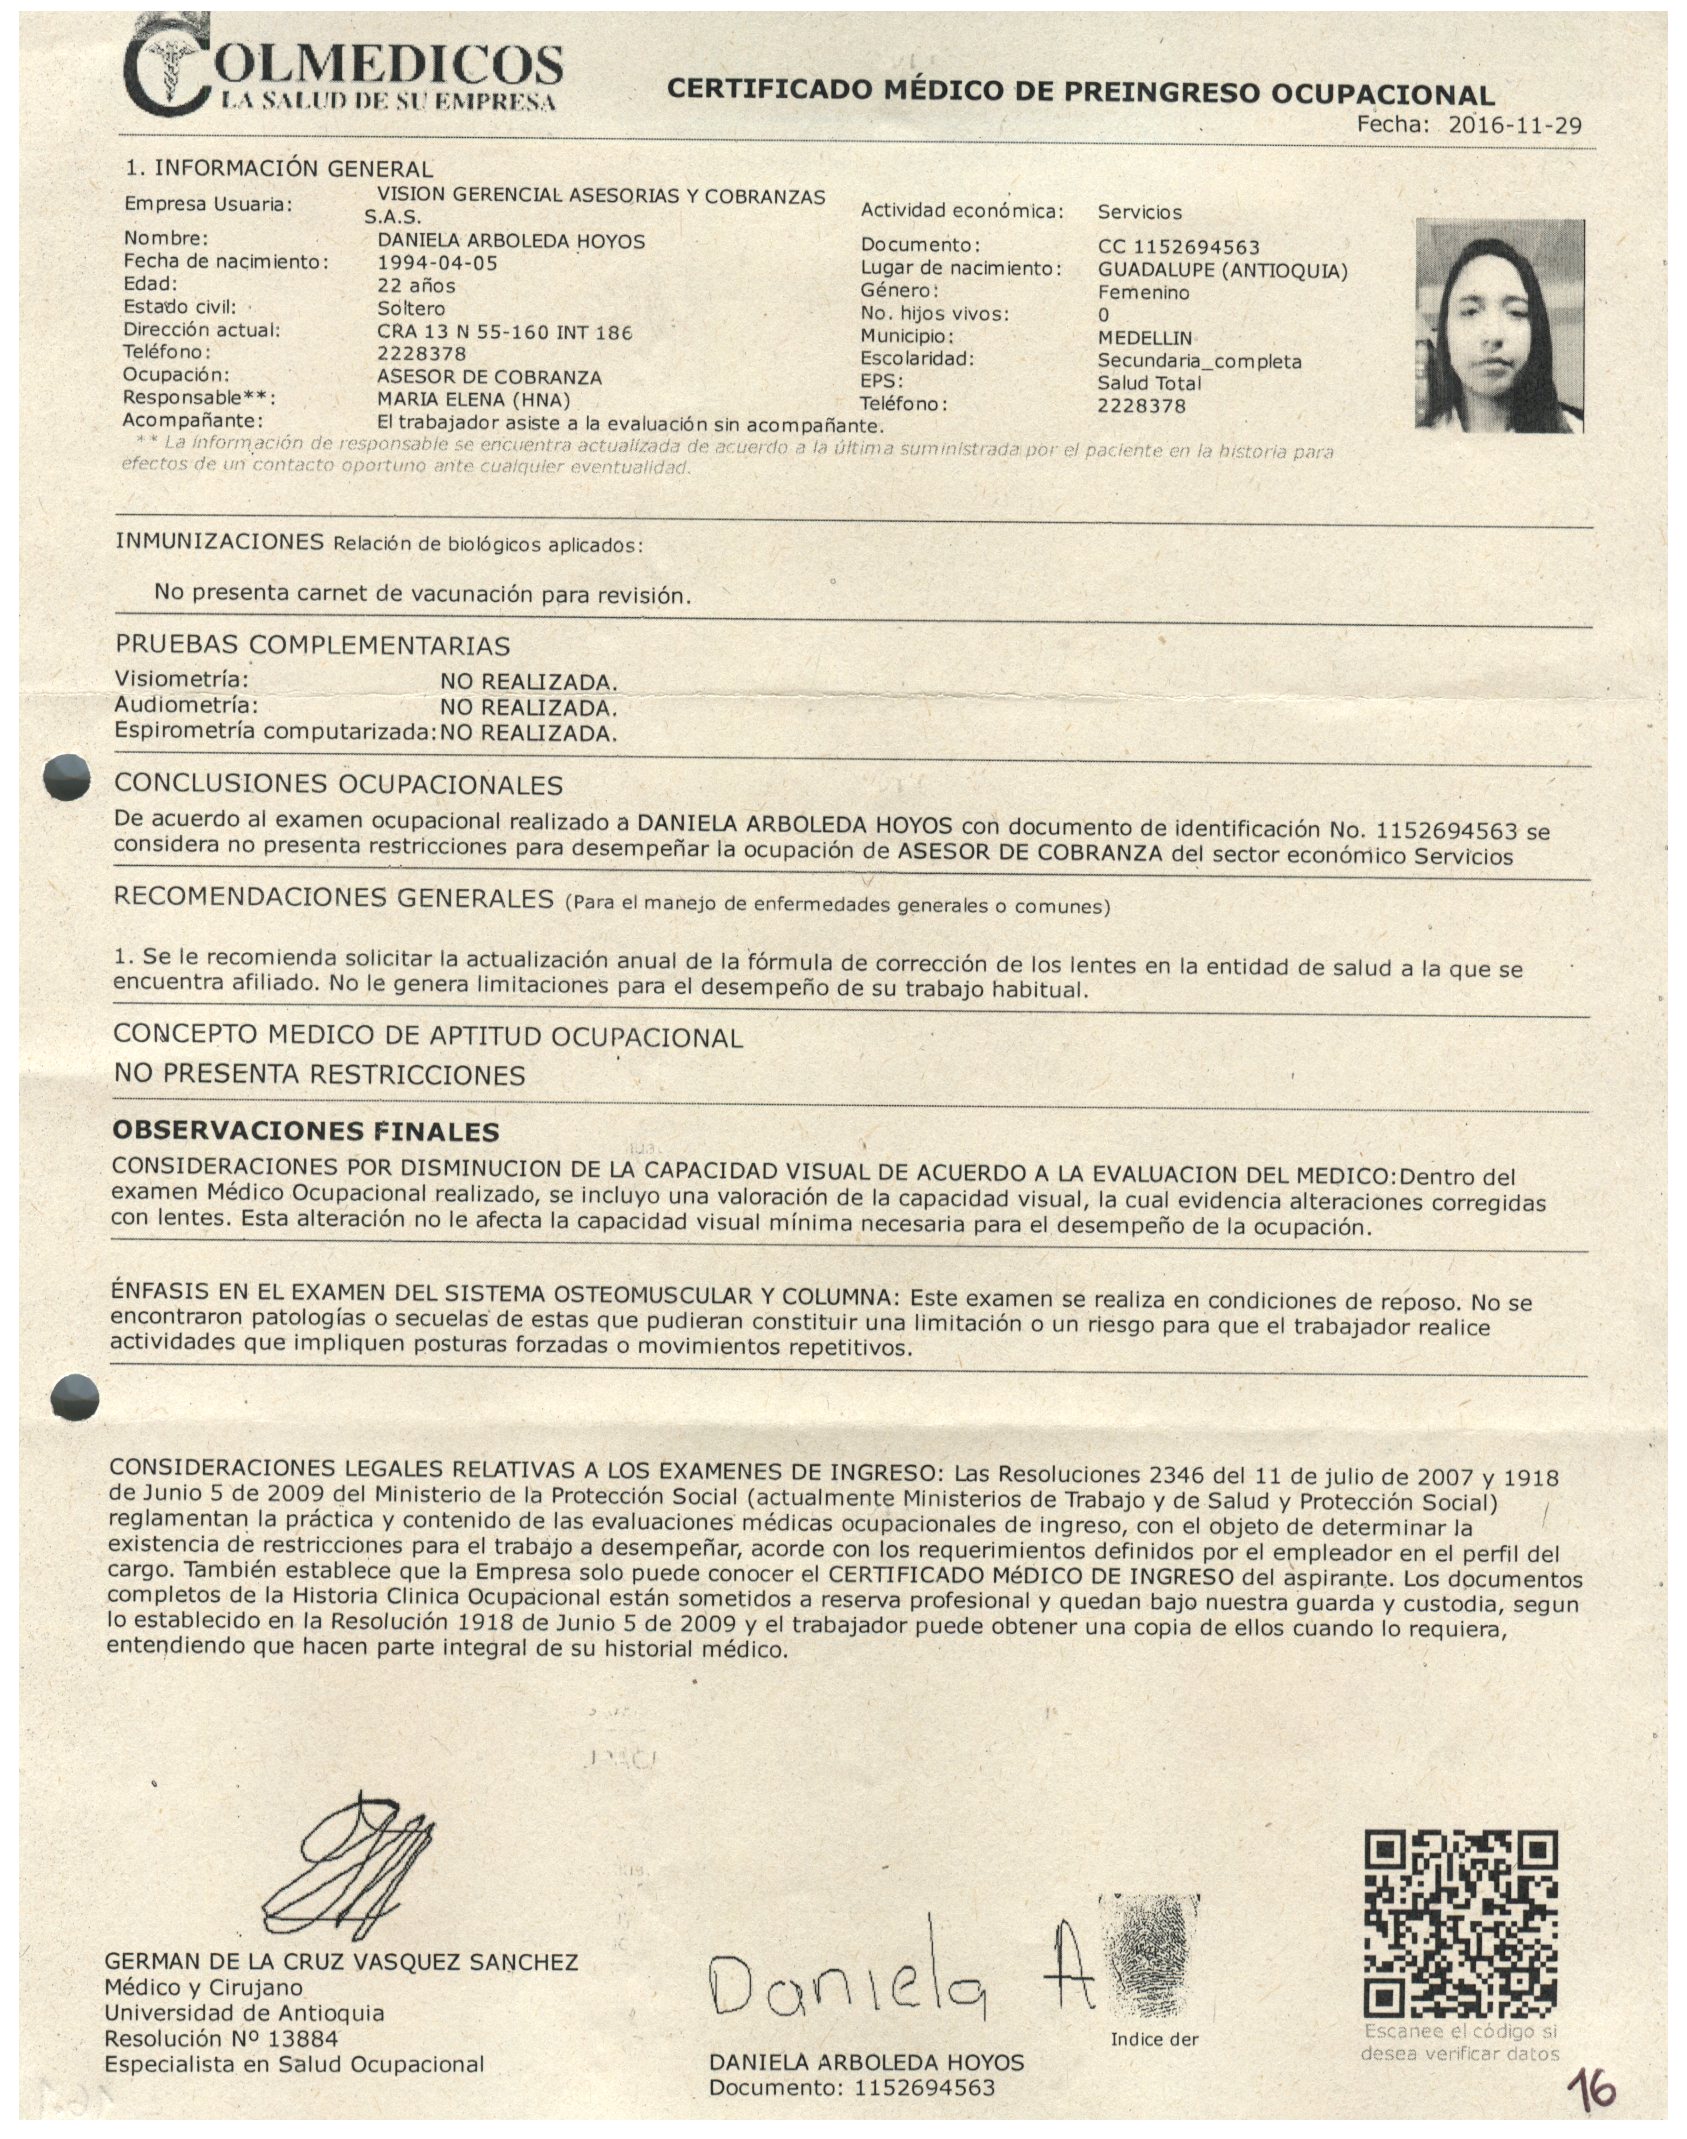 COLMEDICOS
LA SALUD DE SU EMPRESA
CERTIFICADO MÉDICO DE PREINGRESO OCUPACIONAL
Fecha: 2016-11-29
1. INFORMACIÓN GENERAL
Empresa Usuaria: VISION GERENCIAL ASESORIAS Y COBRANZAS S.A.S. Actividad económica: Servicios
Nombre: DANIELA ARBOLEDA HOYOS Documento: CC 1152694563
Fecha de nacimiento: 1994-04-05 Lugar de nacimiento: GUADALUPE (ANTIOQUIA)
Edad: 22 años Género: Femenino
Estado civil: Soltero No. hijos vivos: 0
Dirección actual: CRA 13 N 55-160 INT 186 Municipio: MEDELLIN
Teléfono: 2228378 Escolaridad: Secundaria_completa
Ocupación: ASESOR DE COBRANZA EPS: Salud Total
Responsable**: MARIA ELENA (HNA) Teléfono: 2228378
Acompañante: El trabajador asiste a la evaluación sin acompañante.
** La información de responsable se encuentra actualizada de acuerdo a la última suministrada por el paciente en la historia para
efectos de un contacto oportuno ante cualquier eventualidad.
INMUNIZACIONES Relación de biológicos aplicados:
No presenta carnet de vacunación para revisión.
PRUEBAS COMPLEMENTARIAS
Visiometría: NO REALIZADA.
Audiometría: NO REALIZADA.
Espirometría computarizada: NO REALIZADA.
CONCLUSIONES OCUPACIONALES
De acuerdo al examen ocupacional realizado a DANIELA ARBOLEDA HOYOS con documento de identificación No. 1152694563 se
considera no presenta restricciones para desempeñar la ocupación de ASESOR DE COBRANZA del sector económico Servicios
RECOMENDACIONES GENERALES (Para el manejo de enfermedades generales o comunes)
1. Se le recomienda solicitar la actualización anual de la fórmula de corrección de los lentes en la entidad de salud a la que se
encuentra afiliado. No le genera limitaciones para el desempeño de su trabajo habitual.
CONCEPTO MEDICO DE APTITUD OCUPACIONAL
NO PRESENTA RESTRICCIONES
OBSERVACIONES FINALES
CONSIDERACIONES POR DISMINUCION DE LA CAPACIDAD VISUAL DE ACUERDO A LA EVALUACION DEL MEDICO:Dentro del
examen Médico Ocupacional realizado, se incluyo una valoración de la capacidad visual, la cual evidencia alteraciones corregidas
con lentes. Esta alteración no le afecta la capacidad visual mínima necesaria para el desempeño de la ocupación.
ÉNFASIS EN EL EXAMEN DEL SISTEMA OSTEOMUSCULAR Y COLUMNA: Este examen se realiza en condiciones de reposo. No se
encontraron patologías o secuelas de estas que pudieran constituir una limitación o un riesgo para que el trabajador realice
actividades que impliquen posturas forzadas o movimientos repetitivos.
CONSIDERACIONES LEGALES RELATIVAS A LOS EXAMENES DE INGRESO: Las Resoluciones 2346 del 11 de julio de 2007 y 1918
de Junio 5 de 2009 del Ministerio de la Protección Social (actualmente Ministerios de Trabajo y de Salud y Protección Social)
reglamentan la práctica y contenido de las evaluaciones médicas ocupacionales de ingreso, con el objeto de determinar la
existencia de restricciones para el trabajo a desempeñar, acorde con los requerimientos definidos por el empleador en el perfil del
cargo. También establece que la Empresa solo puede conocer el CERTIFICADO MéDICO DE INGRESO del aspirante. Los documentos
completos de la Historia Clinica Ocupacional están sometidos a reserva profesional y quedan bajo nuestra guarda y custodia, segun
lo establecido en la Resolución 1918 de Junio 5 de 2009 y el trabajador puede obtener una copia de ellos cuando lo requiera,
entendiendo que hacen parte integral de su historial médico.
GERMAN DE LA CRUZ VASQUEZ SANCHEZ
Médico y Cirujano
Universidad de Antioquia
Resolución Nº 13884
Especialista en Salud Ocupacional
Daniela A
Indice der
DANIELA ARBOLEDA HOYOS
Documento: 1152694563
Escanee el código si
desea verificar datos
16